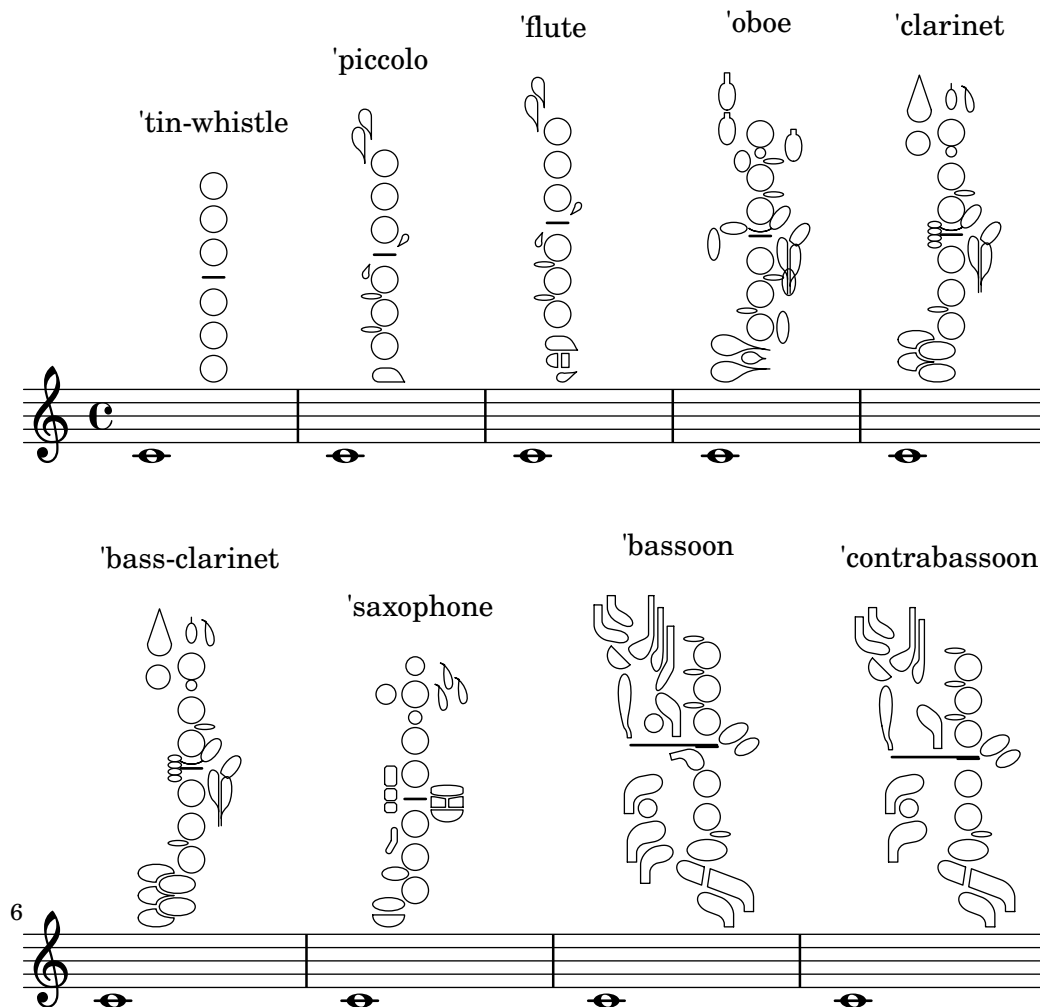 'tin-whistle
'piccolo
'flute
'oboe
'clarinet
'bass-clarinet
'saxophone
'bassoon
'contrabassoon
6